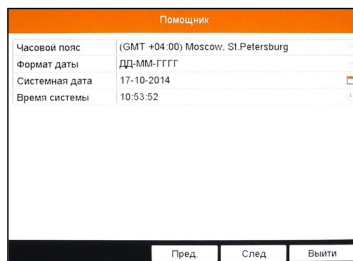 Помощник
Часовой пояс (GMT +04:00) Moscow, St.Petersburg
Формат даты ДД-ММ-ГГГГ
Системная дата 17-10-2014
Время системы 10:53:52
Пред. След Выйти